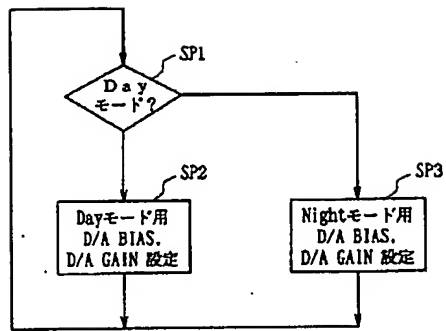 SP1
Day
モード?
SP2
Dayモード用
D/A BIAS.
D/A GAIN 設定
SP3
Nightモード用
D/A BIAS.
D/A GAIN 設定